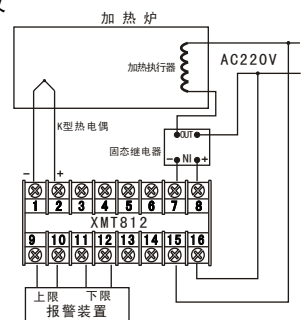 加热炉
加热执行器
AC220V
K型热电偶
OUT
固态继电器
- NI +
- +
1 2 3 4 5 6 7 8
XMT812
9 10 11 12 13 14 15 16
上限 下限
报警装置